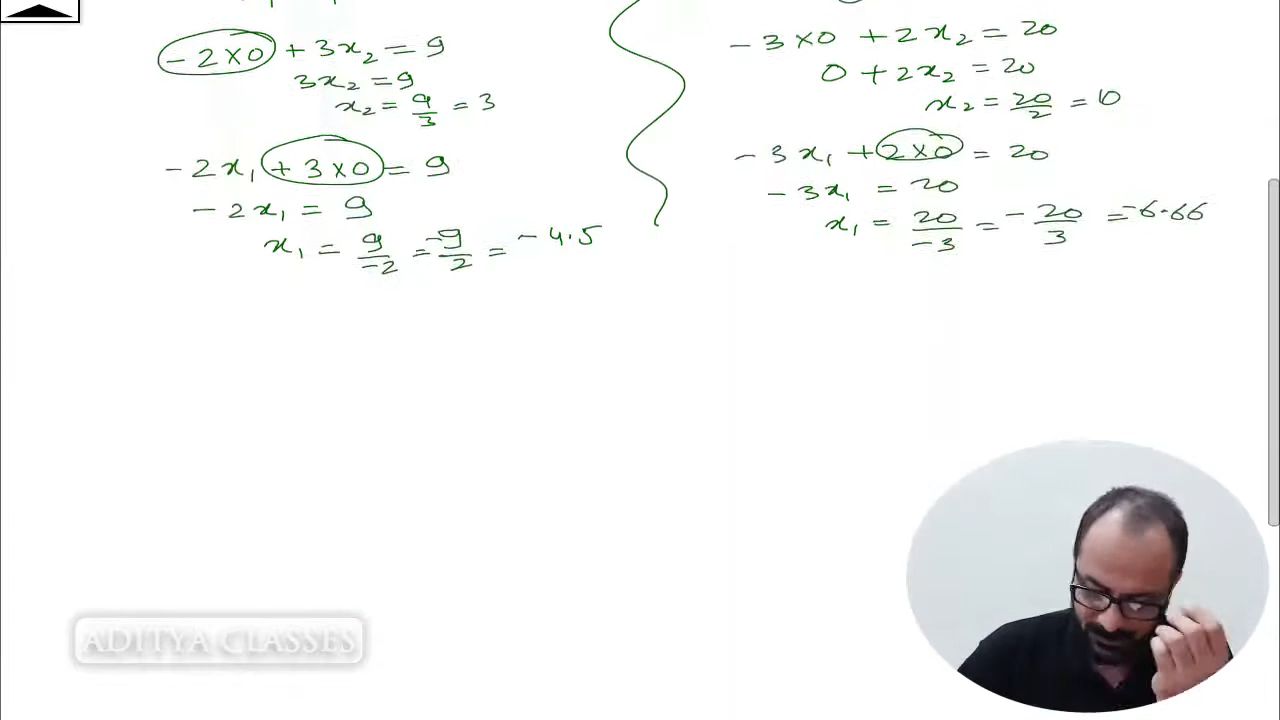 -2×0 + 3x₂ = 9
3x₂ = 9
x₂ = 9/3 = 3
-2x₁ + 3×0 = 9
-2x₁ = 9
x₁ = 9/-2 = -9/2 = -4.5
-3×0 + 2x₂ = 20
0 + 2x₂ = 20
x₂ = 20/2 = 10
-3x₁ + 2×0 = 20
-3x₁ = 20
x₁ = 20/-3 = -20/3 = -6.66
ADITYA CLASSES